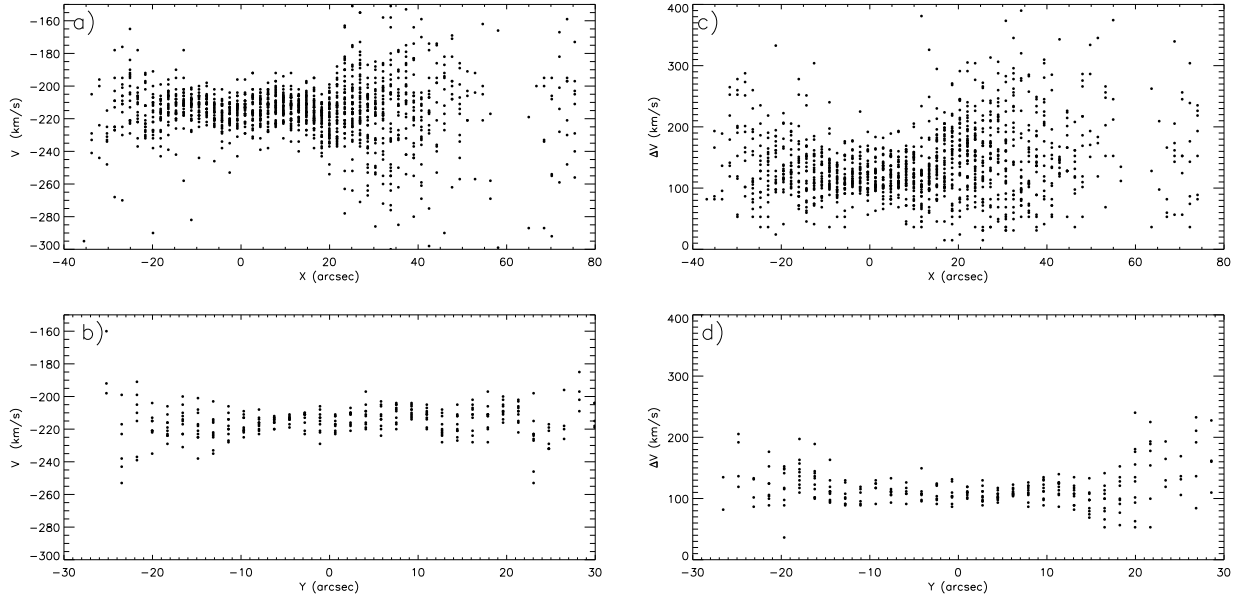 a)
-160
-180
-200
-220
-240
-260
-280
-300
V (km/s)
-40 -20 0 20 40 60 80
X (arcsec)
c)
400
300
200
100
0
ΔV (km/s)
-40 -20 0 20 40 60 80
X (arcsec)
b)
-160
-180
-200
-220
-240
-260
-280
-300
V (km/s)
-30 -20 -10 0 10 20 30
Y (arcsec)
d)
400
300
200
100
0
ΔV (km/s)
-30 -20 -10 0 10 20 30
Y (arcsec)